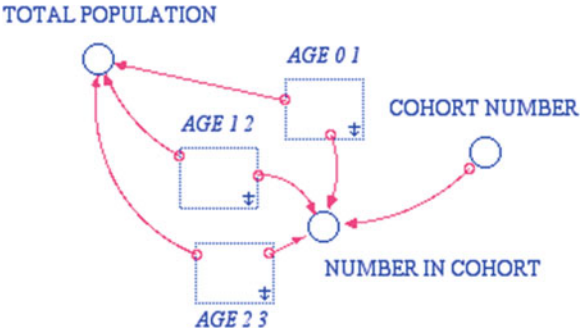 TOTAL POPULATION
AGE 0 1
COHORT NUMBER
AGE 1 2
NUMBER IN COHORT
AGE 2 3